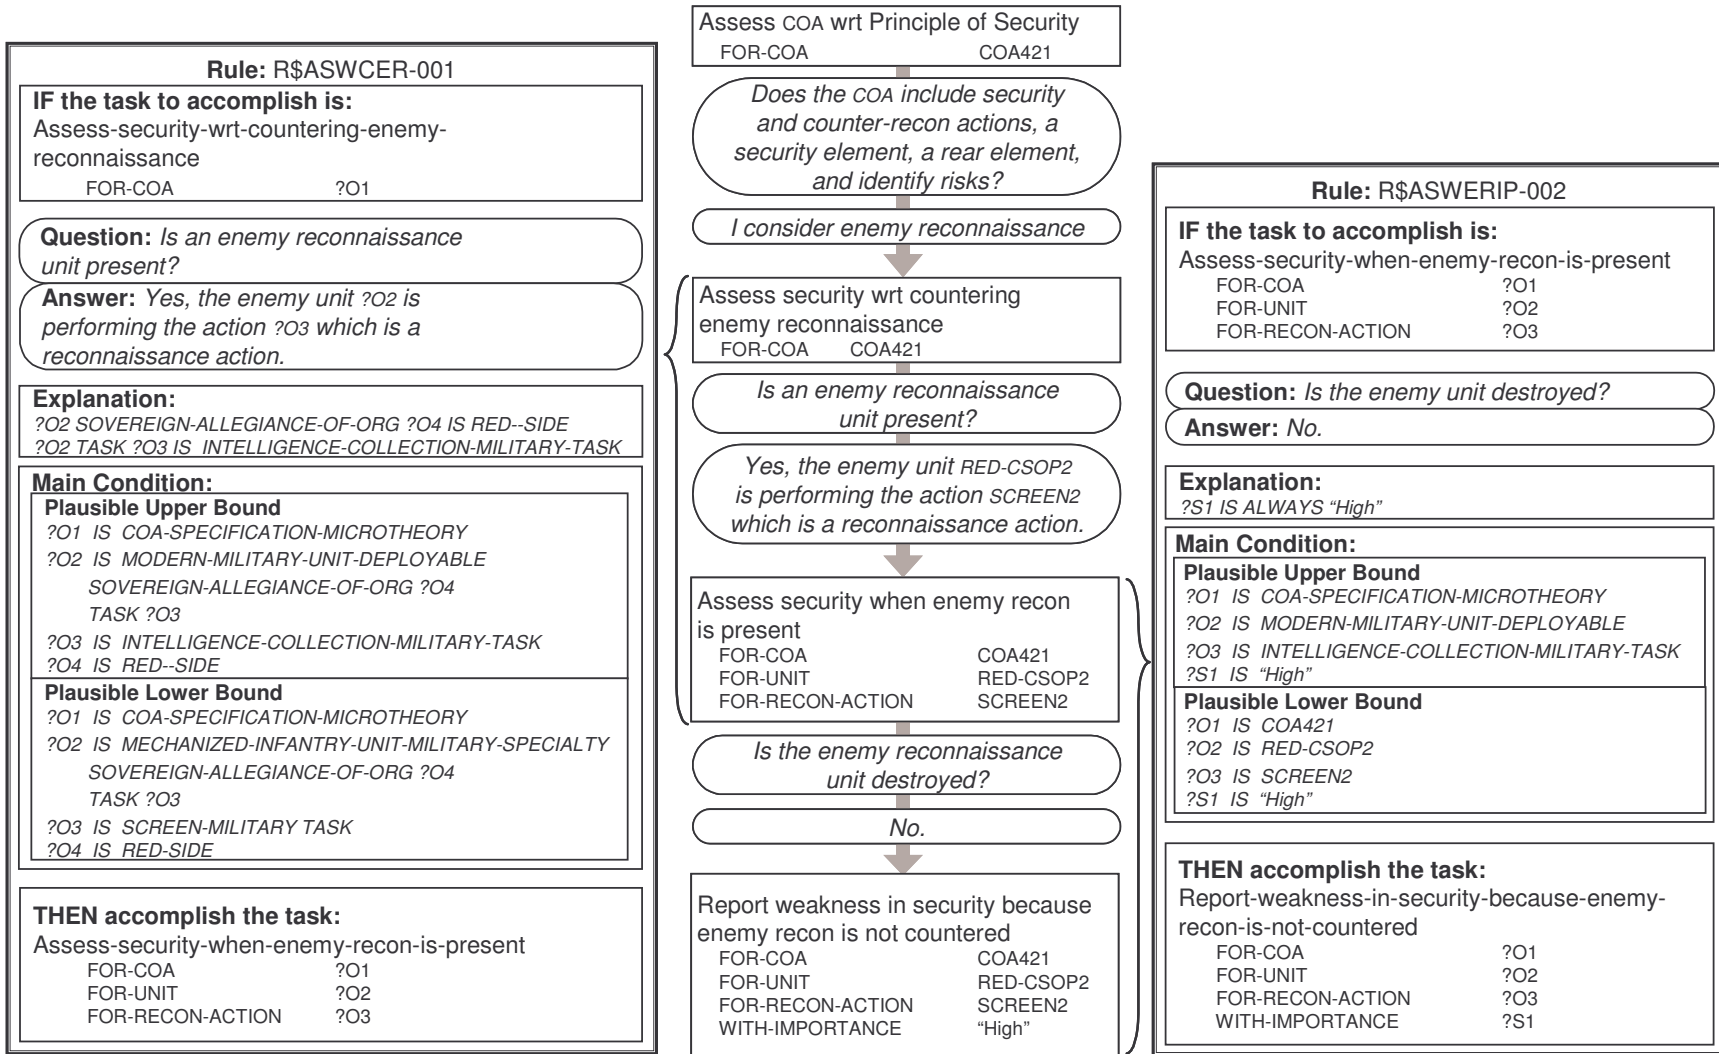 Rule: R$ASWCER-001
IF the task to accomplish is:
Assess-security-wrt-countering-enemy-
reconnaissance
FOR-COA ?O1
Question: Is an enemy reconnaissance
unit present?
Answer: Yes, the enemy unit ?O2 is
performing the action ?O3 which is a
reconnaissance action.
Explanation:
?O2 SOVEREIGN-ALLEGIANCE-OF-ORG ?O4 IS RED--SIDE
?O2 TASK ?O3 IS INTELLIGENCE-COLLECTION-MILITARY-TASK
Main Condition:
Plausible Upper Bound
?O1 IS COA-SPECIFICATION-MICROTHEORY
?O2 IS MODERN-MILITARY-UNIT-DEPLOYABLE
SOVEREIGN-ALLEGIANCE-OF-ORG ?O4
TASK ?O3
?O3 IS INTELLIGENCE-COLLECTION-MILITARY-TASK
?O4 IS RED--SIDE
Plausible Lower Bound
?O1 IS COA-SPECIFICATION-MICROTHEORY
?O2 IS MECHANIZED-INFANTRY-UNIT-MILITARY-SPECIALTY
SOVEREIGN-ALLEGIANCE-OF-ORG ?O4
TASK ?O3
?O3 IS SCREEN-MILITARY TASK
?O4 IS RED-SIDE
THEN accomplish the task:
Assess-security-when-enemy-recon-is-present
FOR-COA ?O1
FOR-UNIT ?O2
FOR-RECON-ACTION ?O3
Assess COA wrt Principle of Security
FOR-COA COA421
Does the COA include security
and counter-recon actions, a
security element, a rear element,
and identify risks?
I consider enemy reconnaissance
Assess security wrt countering
enemy reconnaissance
FOR-COA COA421
Is an enemy reconnaissance
unit present?
Yes, the enemy unit RED-CSOP2
is performing the action SCREEN2
which is a reconnaissance action.
Assess security when enemy recon
is present
FOR-COA COA421
FOR-UNIT RED-CSOP2
FOR-RECON-ACTION SCREEN2
Is the enemy reconnaissance
unit destroyed?
No.
Report weakness in security because
enemy recon is not countered
FOR-COA COA421
FOR-UNIT RED-CSOP2
FOR-RECON-ACTION SCREEN2
WITH-IMPORTANCE “High”
Rule: R$ASWERIP-002
IF the task to accomplish is:
Assess-security-when-enemy-recon-is-present
FOR-COA ?O1
FOR-UNIT ?O2
FOR-RECON-ACTION ?O3
Question: Is the enemy unit destroyed?
Answer: No.
Explanation:
?S1 IS ALWAYS “High”
Main Condition:
Plausible Upper Bound
?O1 IS COA-SPECIFICATION-MICROTHEORY
?O2 IS MODERN-MILITARY-UNIT-DEPLOYABLE
?O3 IS INTELLIGENCE-COLLECTION-MILITARY-TASK
?S1 IS “High”
Plausible Lower Bound
?O1 IS COA421
?O2 IS RED-CSOP2
?O3 IS SCREEN2
?S1 IS “High”
THEN accomplish the task:
Report-weakness-in-security-because-enemy-
recon-is-not-countered
FOR-COA ?O1
FOR-UNIT ?O2
FOR-RECON-ACTION ?O3
WITH-IMPORTANCE ?S1